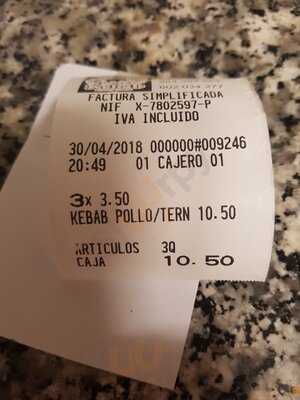 FACTURA SIMPLIFICADA
NIF X-7802597-P
IVA INCLUIDO
30/04/2018 000000#009246
20:49 01 CAJERO 01
3x 3.50
KEBAB POLLO/TERN 10.50
ARTICULOS 3Q
CAJA 10.50